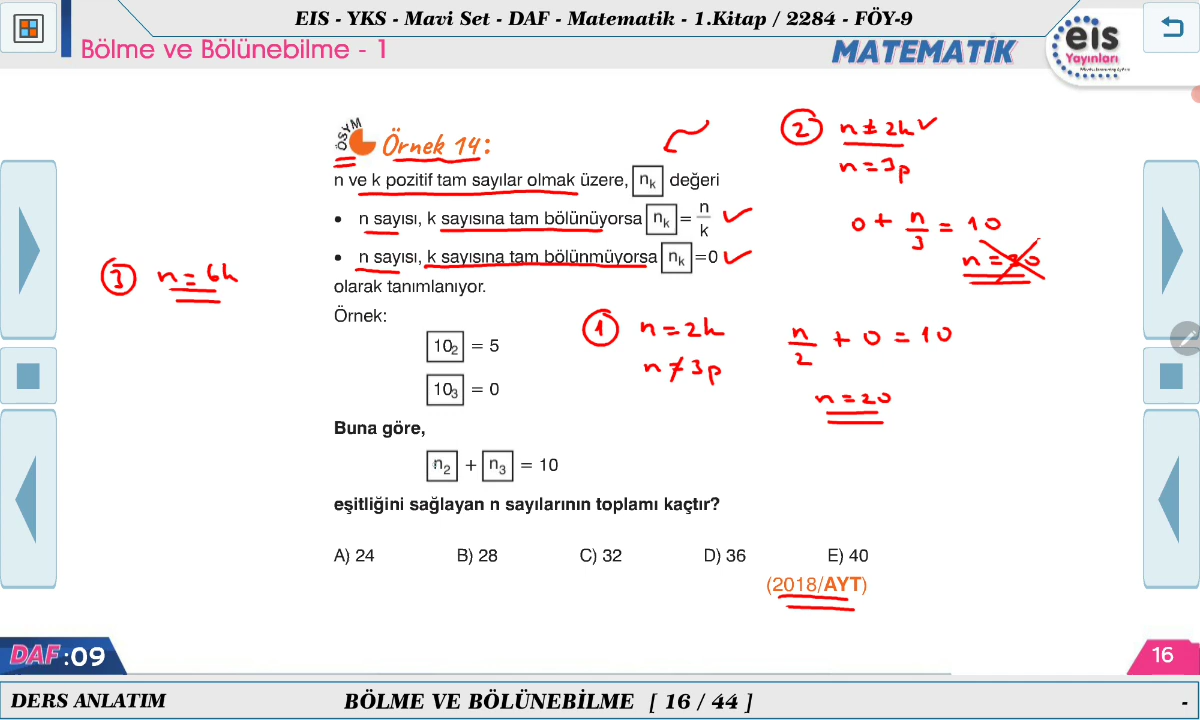 EIS - YKS - Mavi Set - DAF - Matematik - 1.Kitap / 2284 - FÖY-9
Bölme ve Bölünebilme - 1
MATEMATİK
eis
Yayınları
ÖSYM
Örnek 14:
n ve k pozitif tam sayılar olmak üzere, nₖ değeri
• n sayısı, k sayısına tam bölünüyorsa nₖ = n/k
• n sayısı, k sayısına tam bölünmüyorsa nₖ =0
olarak tanımlanıyor.
Örnek:
10₂ = 5
10₃ = 0
Buna göre,
n₂ + n₃ = 10
eşitliğini sağlayan n sayılarının toplamı kaçtır?
A) 24 B) 28 C) 32 D) 36 E) 40
(2018/AYT)
① n = 2k
n ≠ 3p
n/2 + 0 = 10
n = 20
② n ≠ 2k
n = 3p
0 + n/3 = 10
n = 30
③ n = 6k
DAF :09
16
DERS ANLATIM
BÖLME VE BÖLÜNEBİLME [ 16 / 44 ]
-